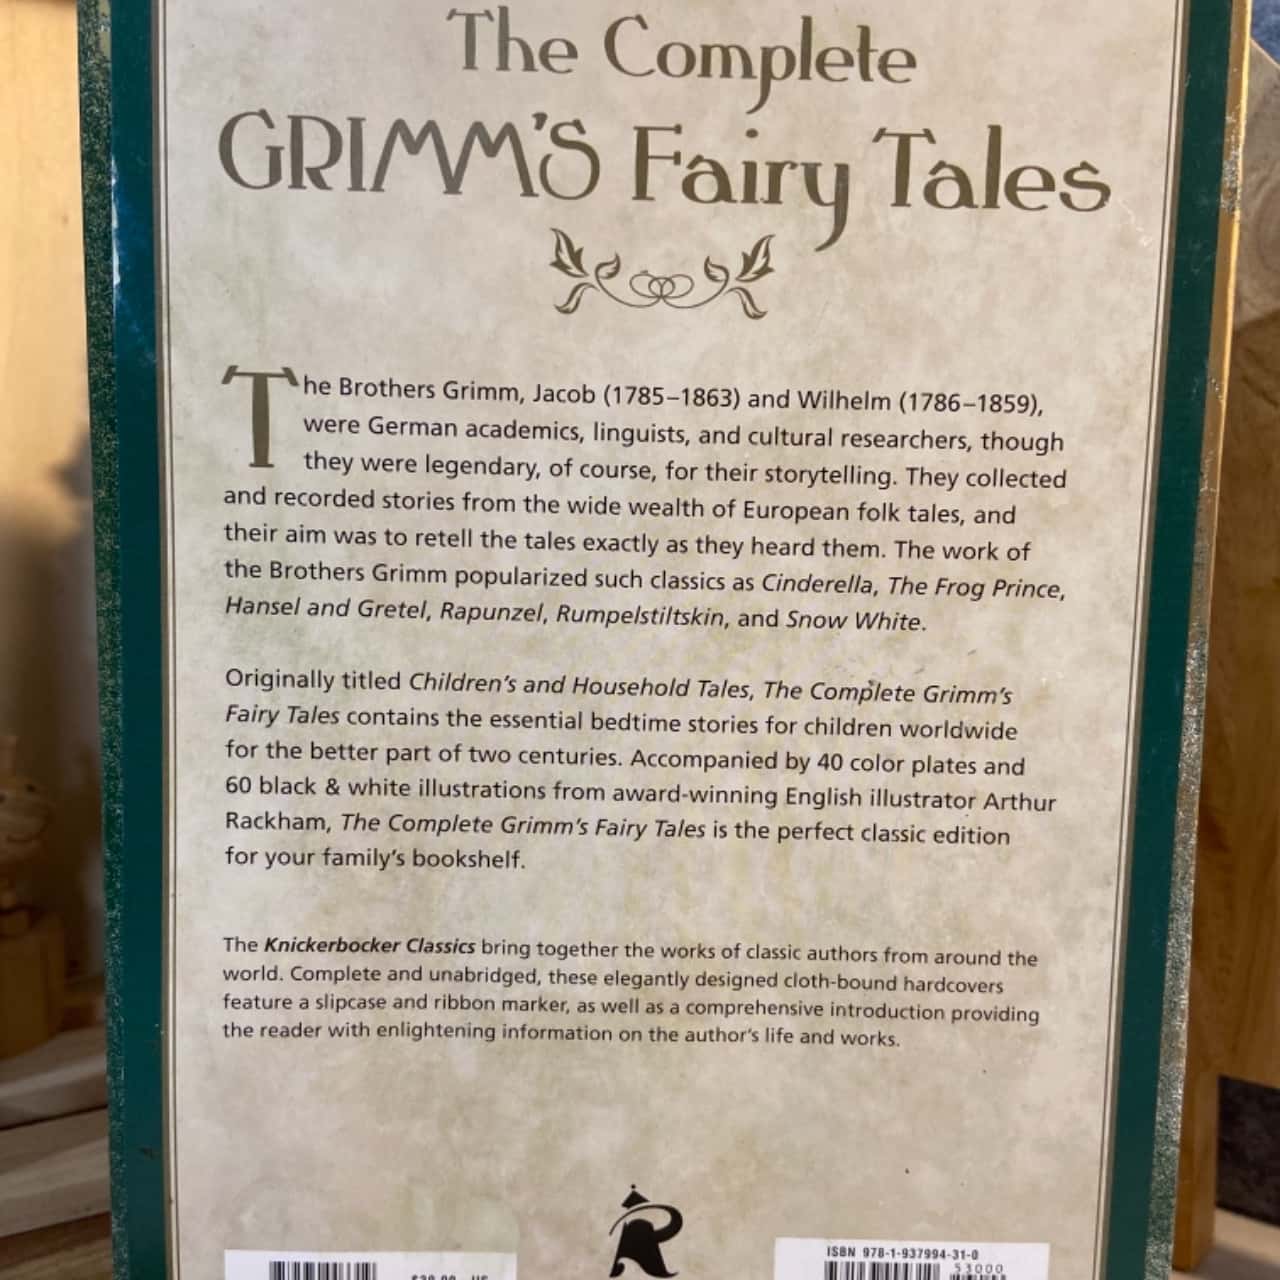 The Complete
GRIMM'S Fairy Tales
The Brothers Grimm, Jacob (1785–1863) and Wilhelm (1786–1859),
were German academics, linguists, and cultural researchers, though
they were legendary, of course, for their storytelling. They collected
and recorded stories from the wide wealth of European folk tales, and
their aim was to retell the tales exactly as they heard them. The work of
the Brothers Grimm popularized such classics as Cinderella, The Frog Prince,
Hansel and Gretel, Rapunzel, Rumpelstiltskin, and Snow White.
Originally titled Children's and Household Tales, The Complete Grimm's
Fairy Tales contains the essential bedtime stories for children worldwide
for the better part of two centuries. Accompanied by 40 color plates and
60 black & white illustrations from award-winning English illustrator Arthur
Rackham, The Complete Grimm's Fairy Tales is the perfect classic edition
for your family's bookshelf.
The Knickerbocker Classics bring together the works of classic authors from around the
world. Complete and unabridged, these elegantly designed cloth-bound hardcovers
feature a slipcase and ribbon marker, as well as a comprehensive introduction providing
the reader with enlightening information on the author's life and works.
R
ISBN 978-1-937994-31-0
53000